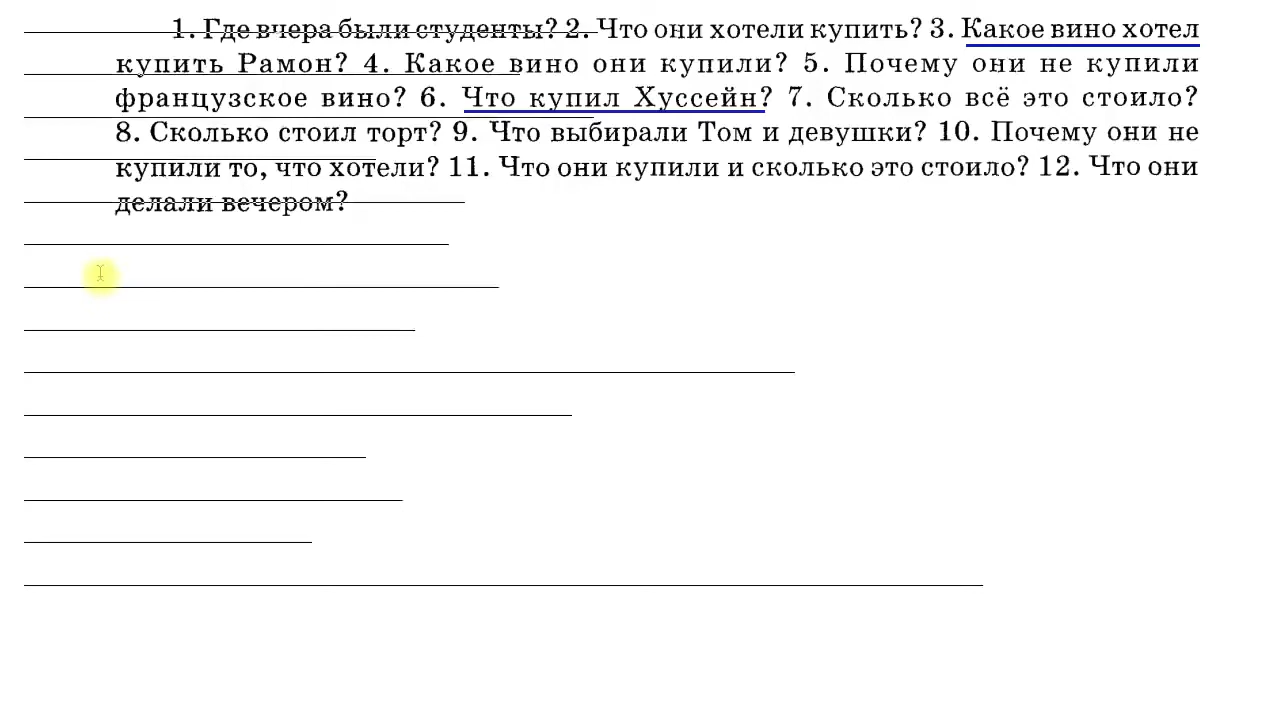 1. Где вчера были студенты? 2. Что они хотели купить? 3. Какое вино хотел
купить Рамон? 4. Какое вино они купили? 5. Почему они не купили
французское вино? 6. Что купил Хуссейн? 7. Сколько всё это стоило?
8. Сколько стоил торт? 9. Что выбирали Том и девушки? 10. Почему они не
купили то, что хотели? 11. Что они купили и сколько это стоило? 12. Что они
делали вечером?